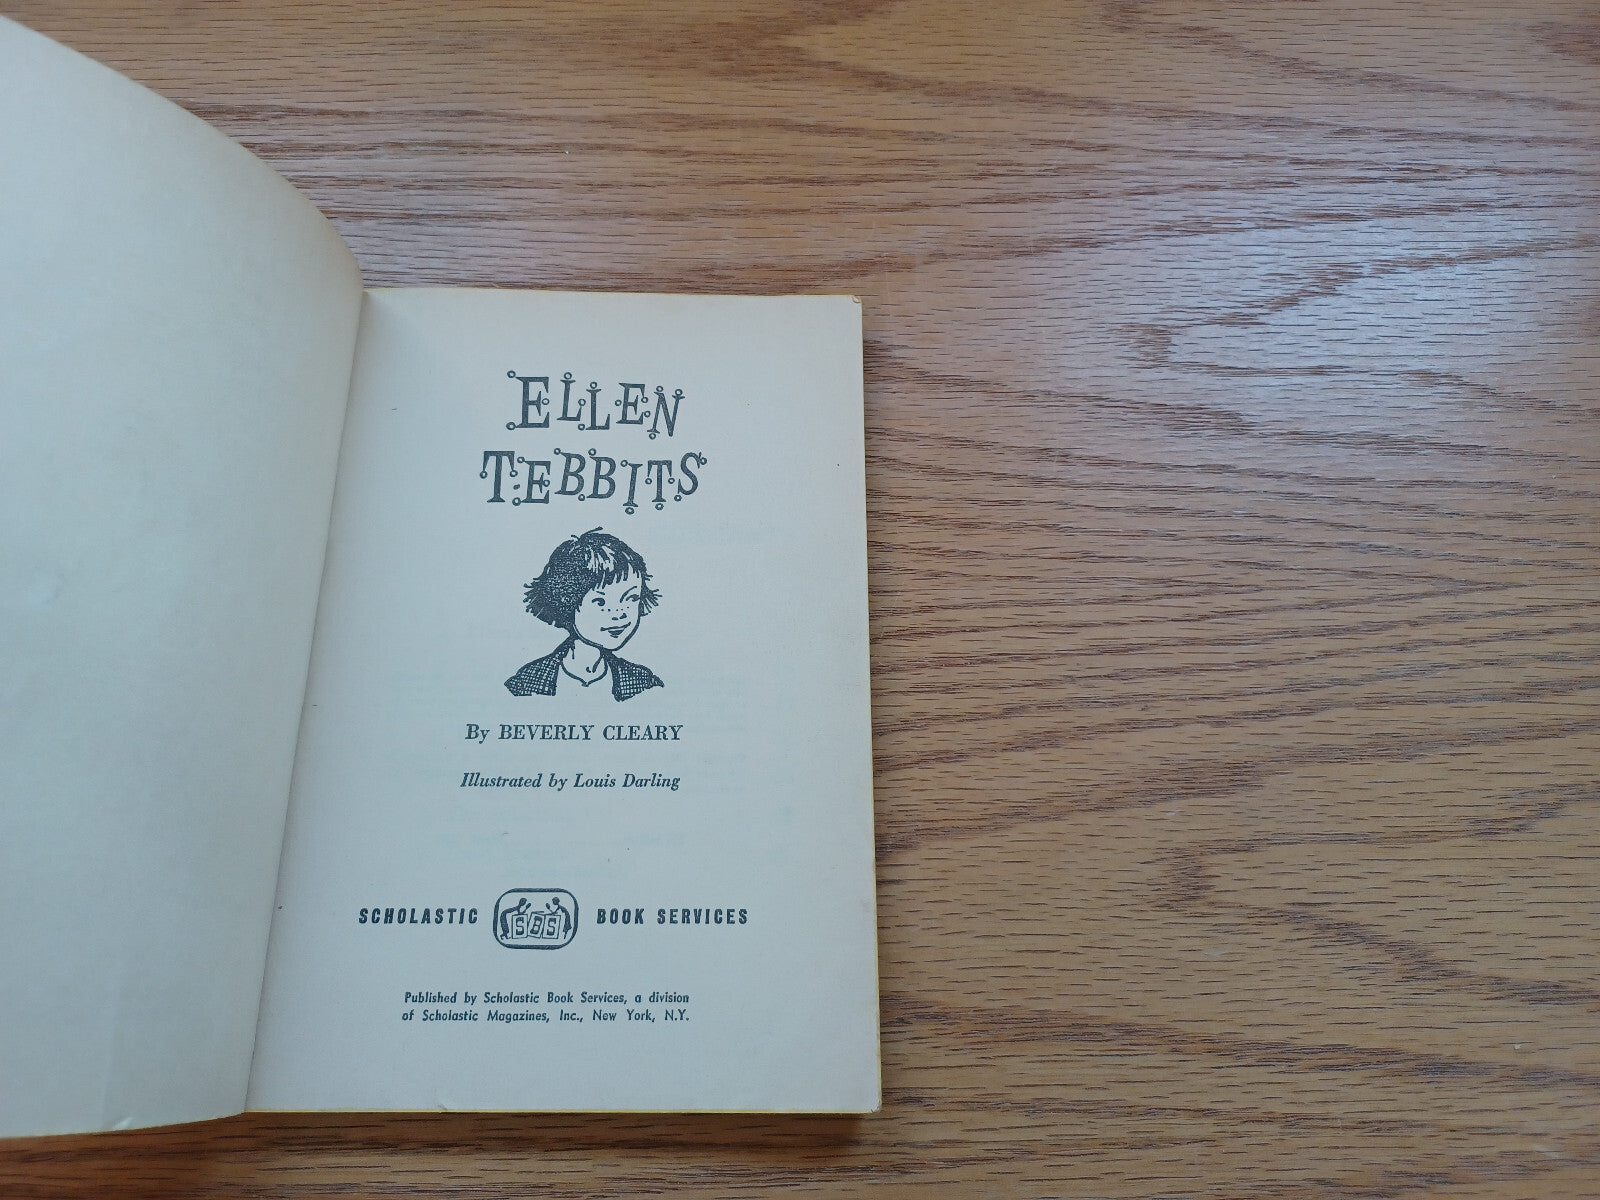 ELLEN
TEBBITS
By BEVERLY CLEARY
Illustrated by Louis Darling
SCHOLASTIC SBS BOOK SERVICES
Published by Scholastic Book Services, a division
of Scholastic Magazines, Inc., New York, N.Y.